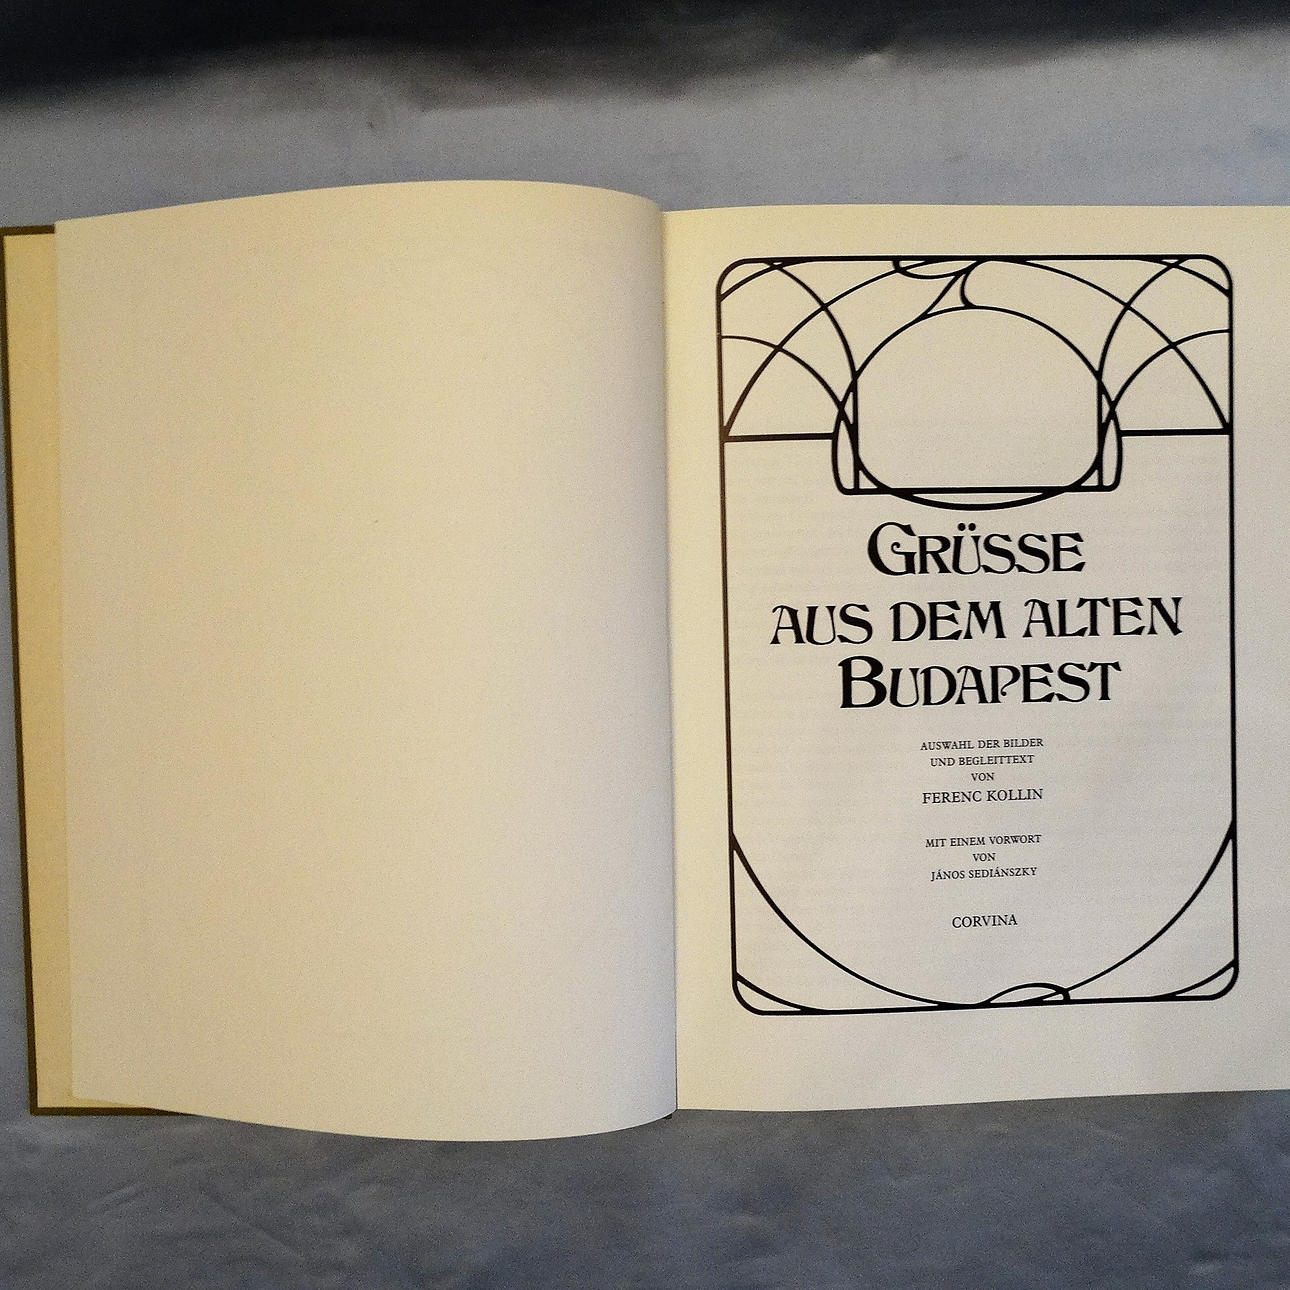 GRÜSSE
AUS DEM ALTEN
BUDAPEST
AUSWAHL DER BILDER
UND BEGLEITTEXT
VON
FERENC KOLLIN
MIT EINEM VORWORT
VON
JÁNOS SEDIÁNSZKY
CORVINA